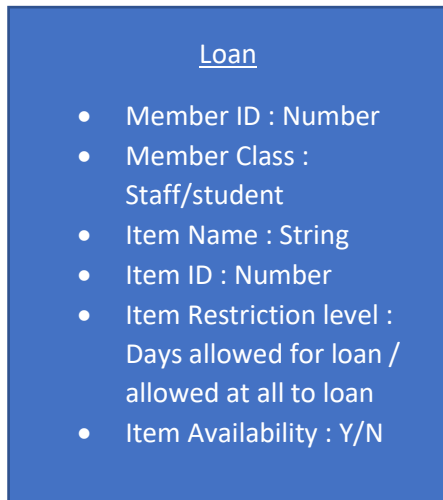 Loan
• Member ID : Number
• Member Class :
Staff/student
• Item Name : String
• Item ID : Number
• Item Restriction level :
Days allowed for loan /
allowed at all to loan
• Item Availability : Y/N